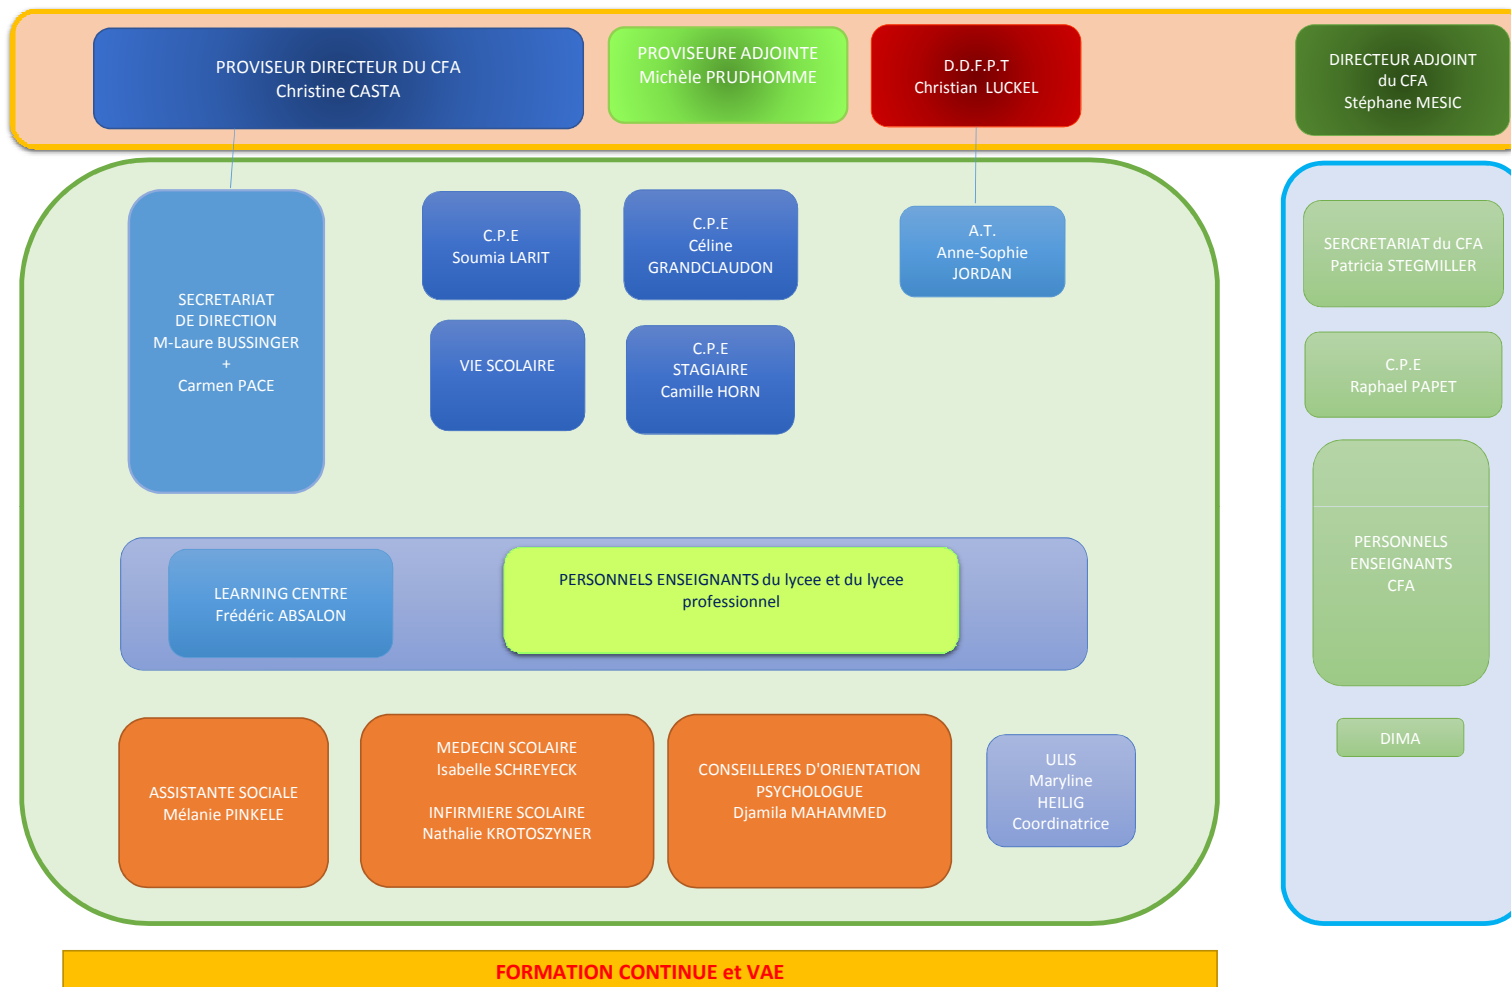 PROVISEUR DIRECTEUR DU CFA
Christine CASTA
PROVISEURE ADJOINTE
Michèle PRUDHOMME
D.D.F.P.T
Christian LUCKEL
DIRECTEUR ADJOINT
du CFA
Stéphane MESIC
SECRETARIAT
DE DIRECTION
M-Laure BUSSINGER
+
Carmen PACE
C.P.E
Soumia LARIT
C.P.E
Céline
GRANDCLAUDON
A.T.
Anne-Sophie
JORDAN
VIE SCOLAIRE
C.P.E
STAGIAIRE
Camille HORN
SERCRETARIAT du CFA
Patricia STEGMILLER
C.P.E
Raphael PAPET
PERSONNELS
ENSEIGNANTS
CFA
DIMA
LEARNING CENTRE
Frédéric ABSALON
PERSONNELS ENSEIGNANTS du lycee et du lycee
professionnel
ASSISTANTE SOCIALE
Mélanie PINKELE
MEDECIN SCOLAIRE
Isabelle SCHREYECK
INFIRMIERE SCOLAIRE
Nathalie KROTOSZYNER
CONSEILLERES D'ORIENTATION
PSYCHOLOGUE
Djamila MAHAMMED
ULIS
Maryline
HEILIG
Coordinatrice
FORMATION CONTINUE et VAE